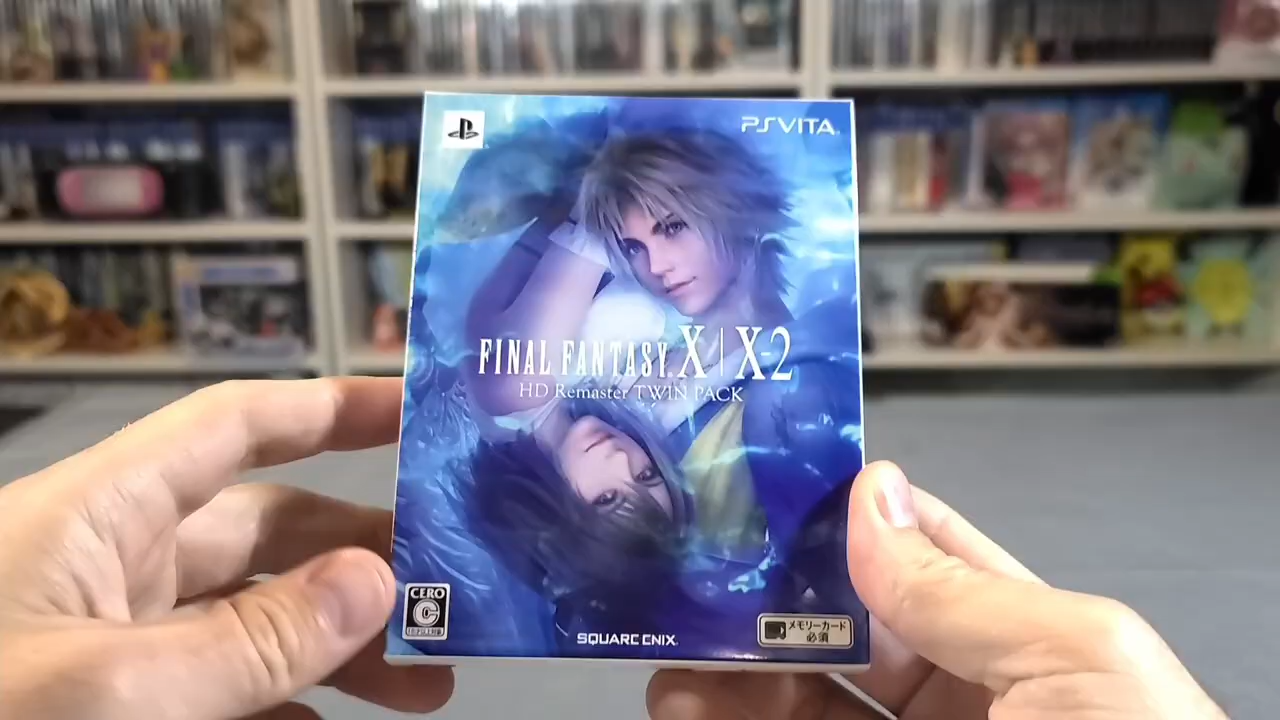 PSVITA
FINAL FANTASY X | X-2
HD Remaster TWIN PACK
CERO
C
SQUARE ENIX
メモリーカード
必須